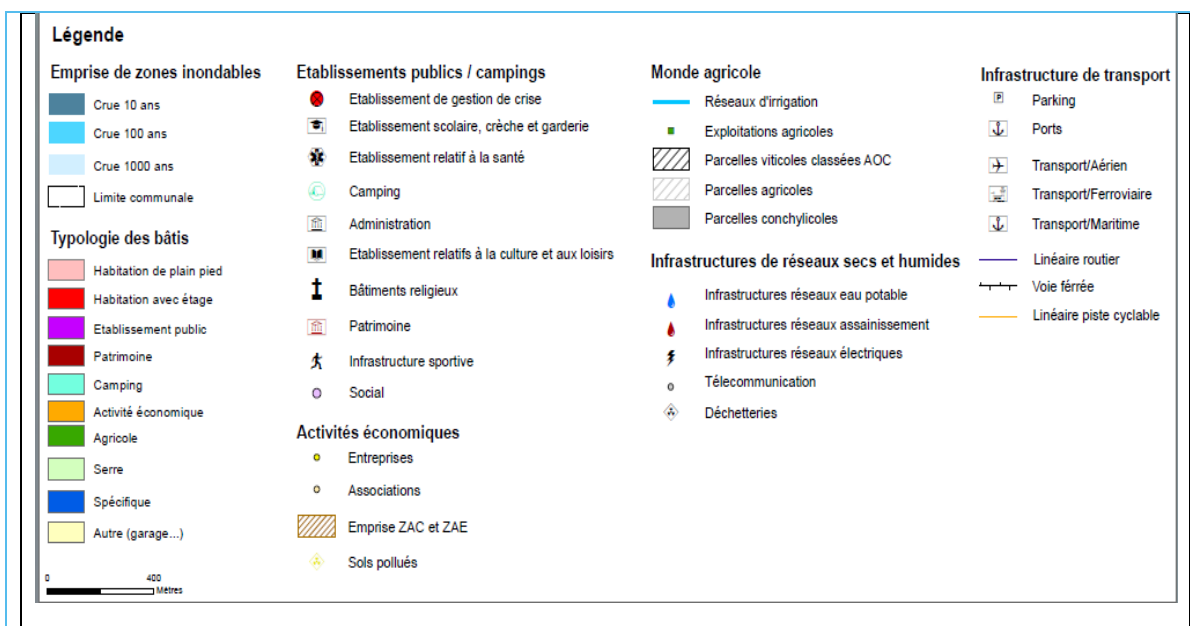 Légende
Emprise de zones inondables
Crue 10 ans
Crue 100 ans
Crue 1000 ans
Limite communale
Typologie des bâtis
Habitation de plain pied
Habitation avec étage
Etablissement public
Patrimoine
Camping
Activité économique
Agricole
Serre
Spécifique
Autre (garage...)
0 400
Mètres
Etablissements publics / campings
Etablissement de gestion de crise
Etablissement scolaire, crèche et garderie
Etablissement relatif à la santé
Camping
Administration
Etablissement relatifs à la culture et aux loisirs
Bâtiments religieux
Patrimoine
Infrastructure sportive
Social
Activités économiques
Entreprises
Associations
Emprise ZAC et ZAE
Sols pollués
Monde agricole
Réseaux d'irrigation
Exploitations agricoles
Parcelles viticoles classées AOC
Parcelles agricoles
Parcelles conchylicoles
Infrastructures de réseaux secs et humides
Infrastructures réseaux eau potable
Infrastructures réseaux assainissement
Infrastructures réseaux électriques
Télecommunication
Déchetteries
Infrastructure de transport
P Parking
Ports
Transport/Aérien
Transport/Ferroviaire
Transport/Maritime
Linéaire routier
Voie férrée
Linéaire piste cyclable